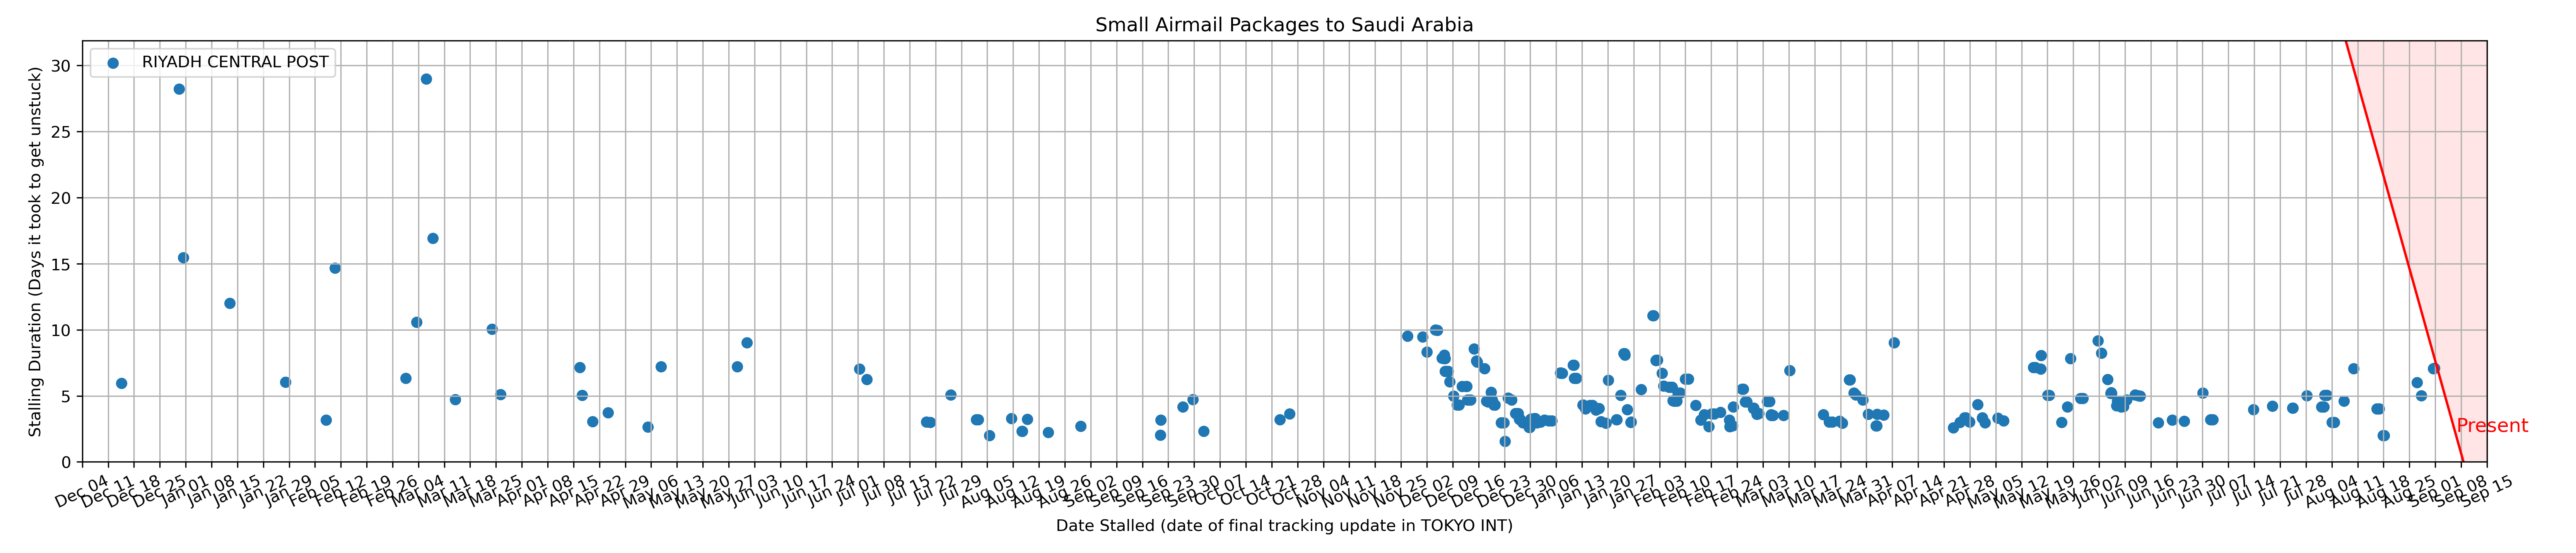 Small Airmail Packages to Saudi Arabia
RIYADH CENTRAL POST
Stalling Duration (Days it took to get unstuck)
30
25
20
15
10
5
0
Present
Dec 04
Dec 11
Dec 18
Dec 25
Jan 01
Jan 08
Jan 15
Jan 22
Jan 29
Feb 05
Feb 12
Feb 19
Feb 26
Mar 04
Mar 11
Mar 18
Mar 25
Apr 01
Apr 08
Apr 15
Apr 22
Apr 29
May 06
May 13
May 20
May 27
Jun 03
Jun 10
Jun 17
Jun 24
Jul 01
Jul 08
Jul 15
Jul 22
Jul 29
Aug 05
Aug 12
Aug 19
Aug 26
Sep 02
Sep 09
Sep 16
Sep 23
Sep 30
Oct 07
Oct 14
Oct 21
Oct 28
Nov 04
Nov 11
Nov 18
Nov 25
Dec 02
Dec 09
Dec 16
Dec 23
Dec 30
Jan 06
Jan 13
Jan 20
Jan 27
Feb 03
Feb 10
Feb 17
Feb 24
Mar 03
Mar 10
Mar 17
Mar 24
Mar 31
Apr 07
Apr 14
Apr 21
Apr 28
May 05
May 12
May 19
May 26
Jun 02
Jun 09
Jun 16
Jun 23
Jun 30
Jul 07
Jul 14
Jul 21
Jul 28
Aug 04
Aug 11
Aug 18
Aug 25
Sep 01
Sep 08
Sep 15
Date Stalled (date of final tracking update in TOKYO INT)